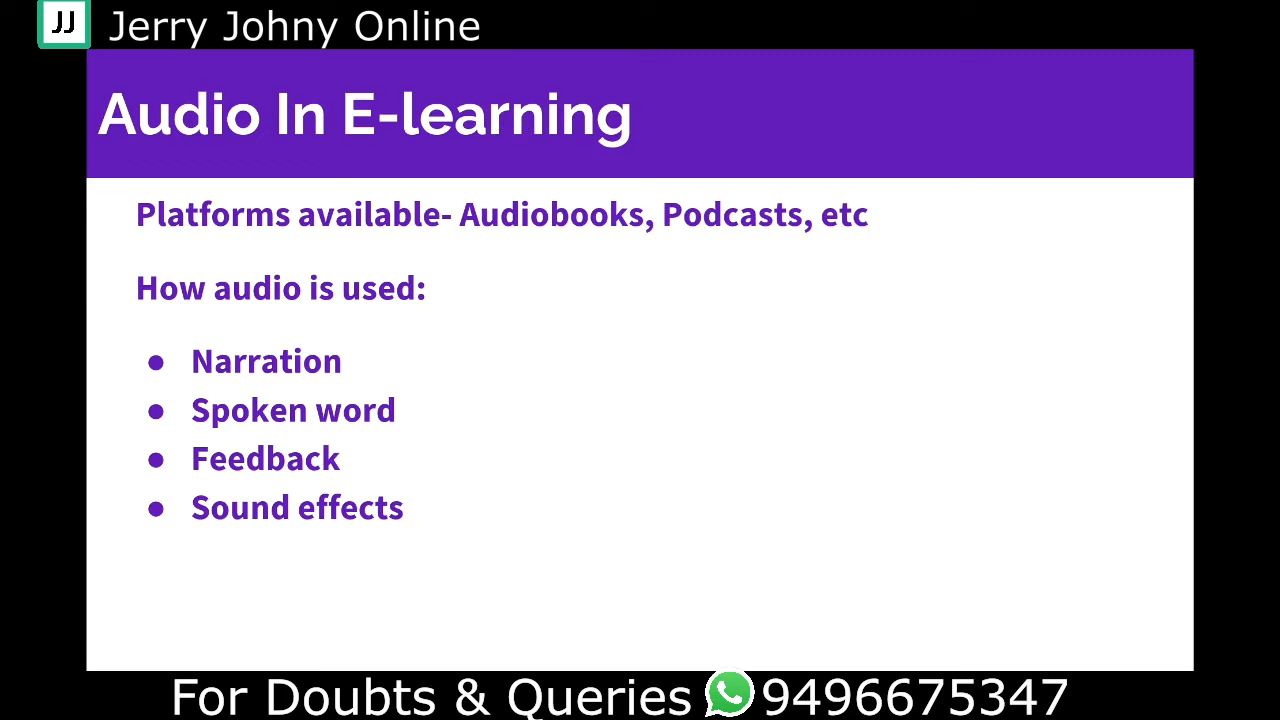 JJ Jerry Johny Online
Audio In E-learning
Platforms available- Audiobooks, Podcasts, etc
How audio is used:
● Narration
● Spoken word
● Feedback
● Sound effects
For Doubts & Queries 9496675347